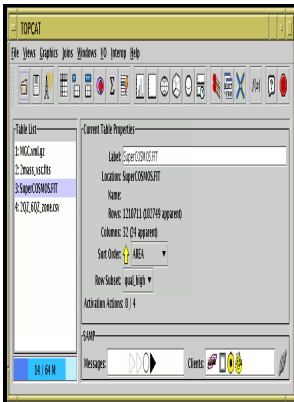 TOPCAT
File Views Graphics Joins Windows VO Interop Help
Table List
1: MGC.xml.gz
2: 2mass_xsc.fits
3: SuperCOSMOS.FIT
4: 2QZ_6QZ_zone.csv
Current Table Properties
Label: SuperCOSMOS.FIT
Location: SuperCOSMOS.FIT
Name:
Rows: 1210711 (102749 apparent)
Columns: 32 (24 apparent)
Sort Order: AREA
Row Subset: qual_high
Activation Actions: 0 / 4
SAMP
Messages: Clients:
24 / 64 M